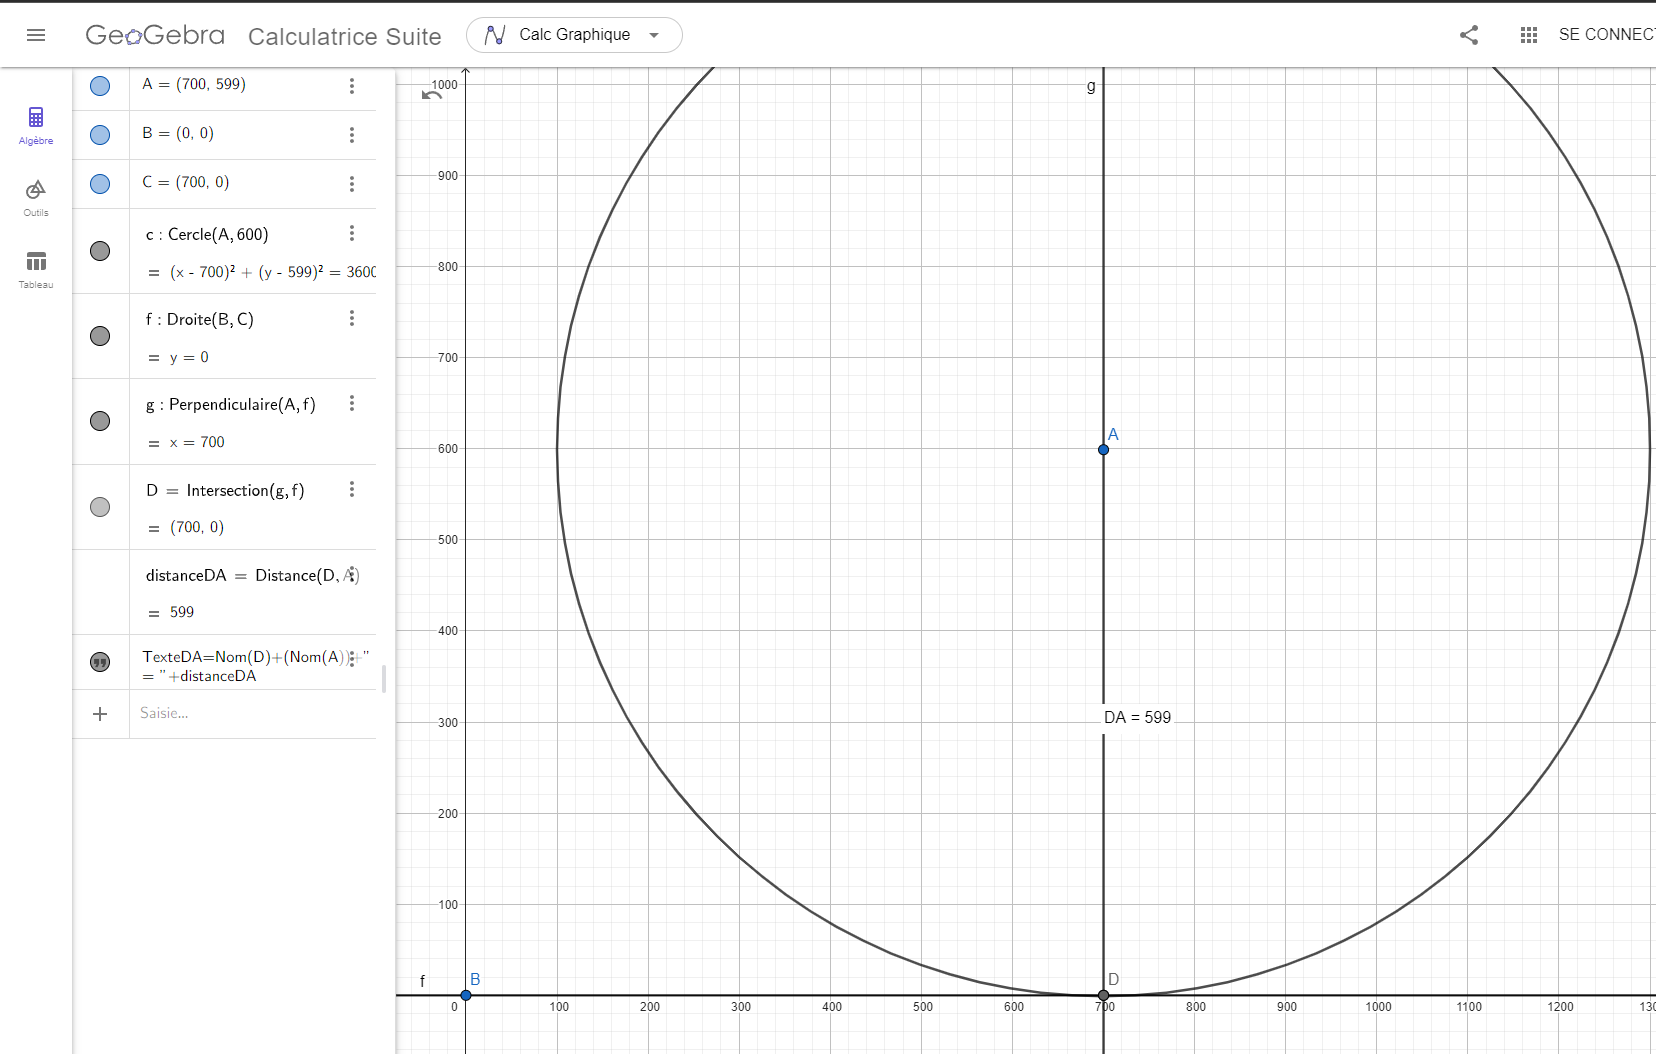 GeoGebra Calculatrice Suite Calc Graphique SE CONNEC
Algèbre
Outils
Tableau
A = (700, 599)
B = (0, 0)
C = (700, 0)
c : Cercle(A, 600)
= (x - 700)² + (y - 599)² = 3600
f : Droite(B, C)
= y = 0
g : Perpendiculaire(A, f)
= x = 700
D = Intersection(g, f)
= (700, 0)
distanceDA = Distance(D, A)
= 599
TexteDA=Nom(D)+(Nom(A))+"
= "+distanceDA
+ Saisie...
1000
900
800
700
600
500
400
300
200
100
g
A
DA = 599
f
B
D
0 100 200 300 400 500 600 700 800 900 1000 1100 1200 130